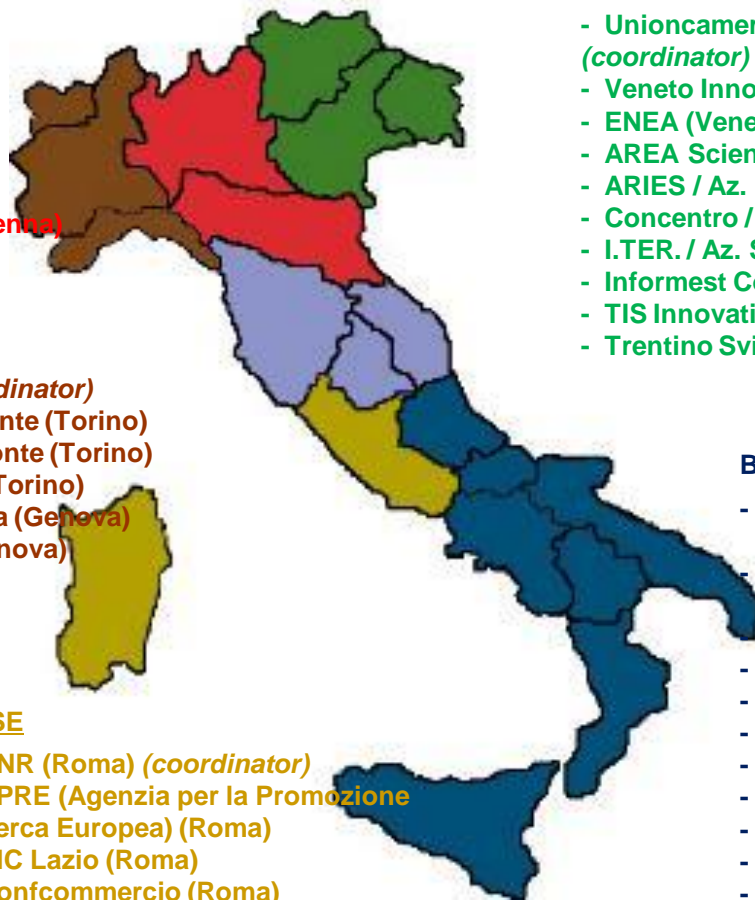 - Unioncamer
(coordinator)
- Veneto Inno
- ENEA (Vene
- AREA Scien
- ARIES / Az.
- Concentro /
- I.TER. / Az. S
- Informest Co
- TIS Innovati
- Trentino Svi
enna)
dinator)
nte (Torino)
onte (Torino)
Torino)
a (Genova)
nova)
B
-
-
-
-
-
-
-
-
-
-
SE
NR (Roma) (coordinator)
PRE (Agenzia per la Promozione
erca Europea) (Roma)
IC Lazio (Roma)
onfcommercio (Roma)